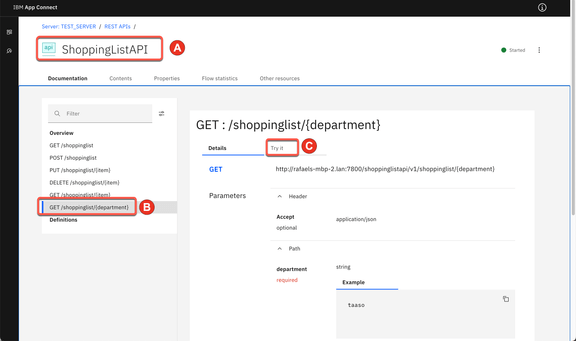 IBM App Connect
Server: TEST_SERVER / REST APIs /
api ShoppingListAPI A
Started
Documentation Contents Properties Flow statistics Other resources
Filter
Overview
GET /shoppinglist
POST /shoppinglist
PUT /shoppinglist/{item}
DELETE /shoppinglist/{item}
GET /shoppinglist/{item}
GET /shoppinglist/{department} B
Definitions
GET : /shoppinglist/{department}
Details Try it C
GET http://rafaels-mbp-2.lan:7800/shoppinglistapi/v1/shoppinglist/{department}
Parameters Header
Accept application/json
optional
Path
department string
required
Example
taaso